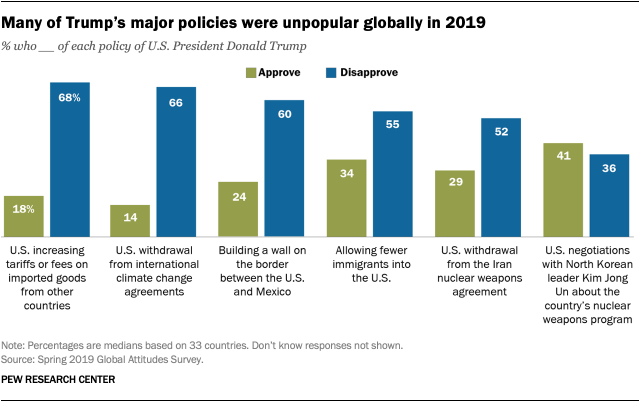 Many of Trump's major policies were unpopular globally in 2019
% who __ of each policy of U.S. President Donald Trump
Approve Disapprove
18% 68% 14 66 24 60 34 55 29 52 41 36
U.S. increasing
tariffs or fees on
imported goods
from other
countries
U.S. withdrawal
from international
climate change
agreements
Building a wall on
the border
between the U.S.
and Mexico
Allowing fewer
immigrants into
the U.S.
U.S. withdrawal
from the Iran
nuclear weapons
agreement
U.S. negotiations
with North Korean
leader Kim Jong
Un about the
country's nuclear
weapons program
Note: Percentages are medians based on 33 countries. Don't know responses not shown.
Source: Spring 2019 Global Attitudes Survey.
PEW RESEARCH CENTER